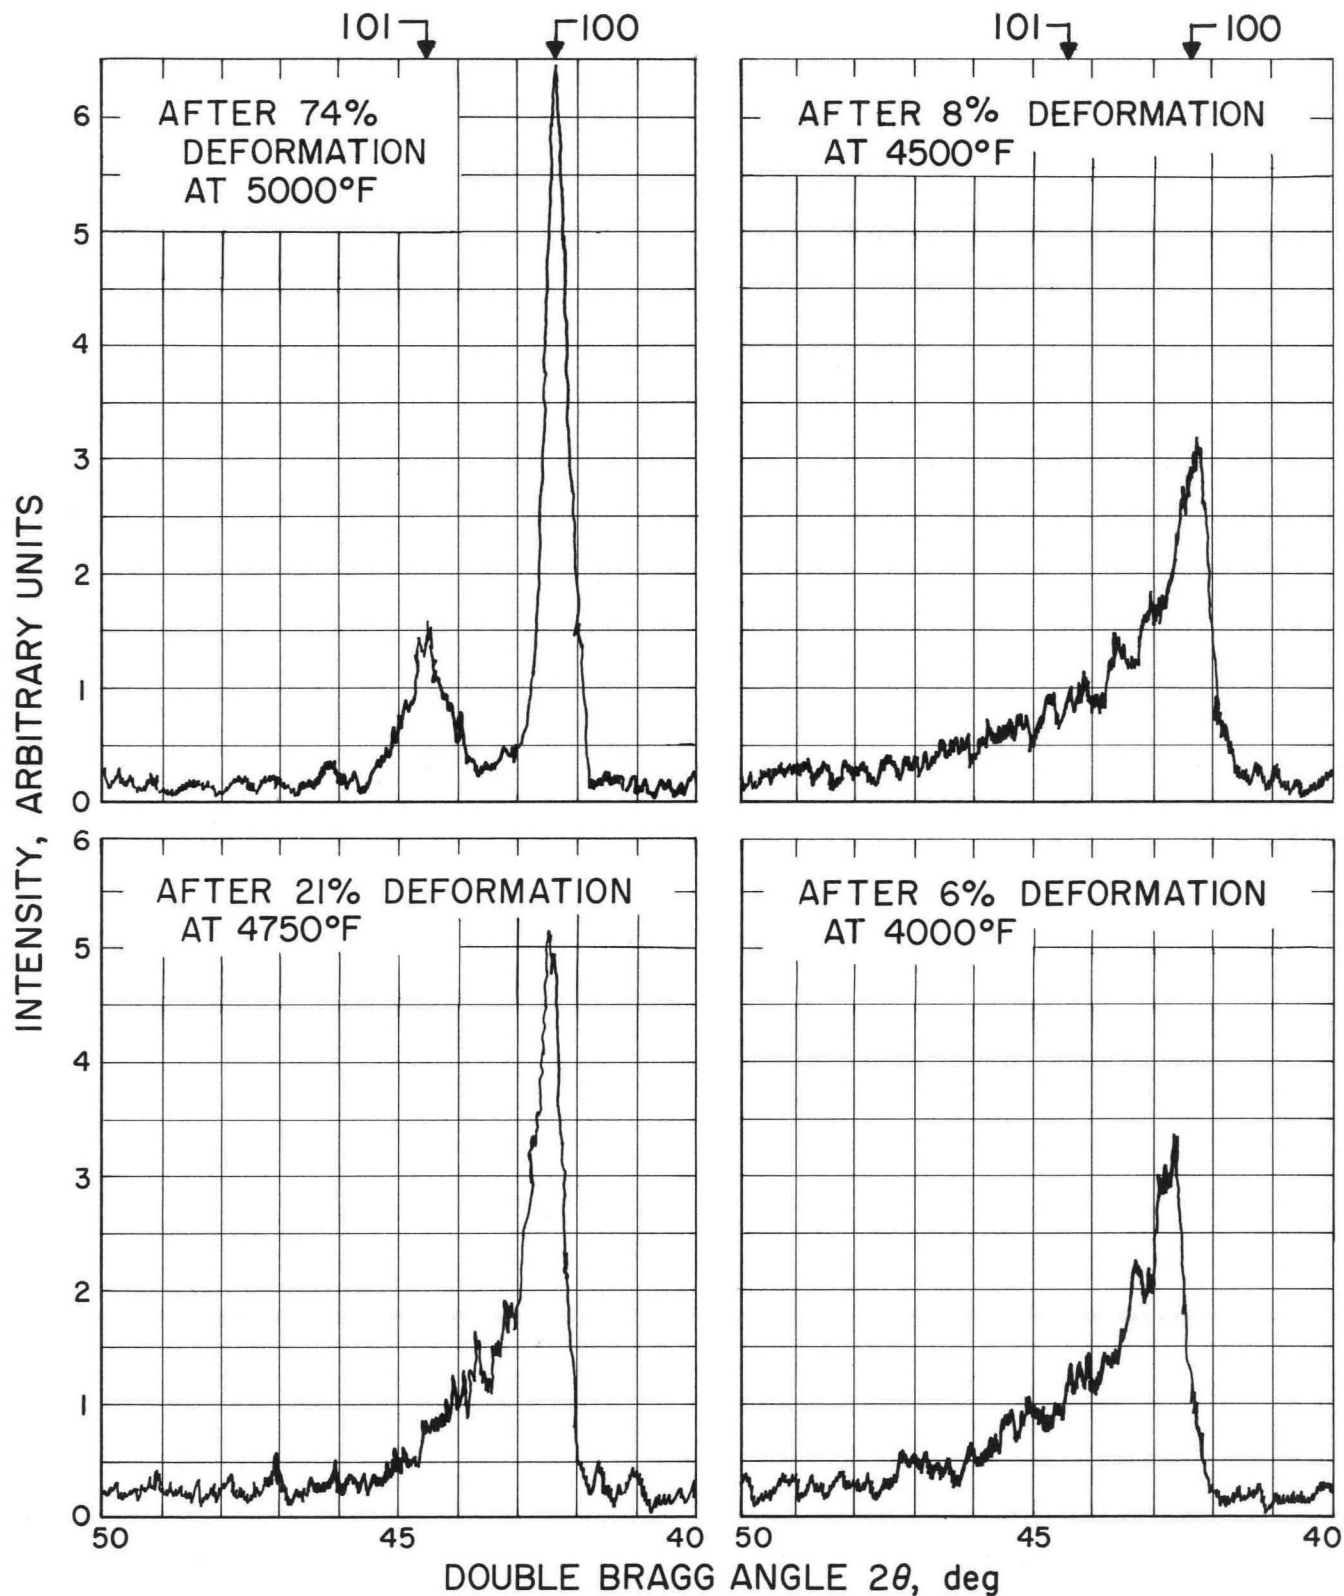 101 100
101 100
AFTER 74%
DEFORMATION
AT 5000°F
AFTER 8% DEFORMATION
AT 4500°F
6
5
4
3
2
1
0
INTENSITY, ARBITRARY UNITS
AFTER 21% DEFORMATION
AT 4750°F
AFTER 6% DEFORMATION
AT 4000°F
6
5
4
3
2
1
0
50 45 40
50 45 40
DOUBLE BRAGG ANGLE 2θ, deg